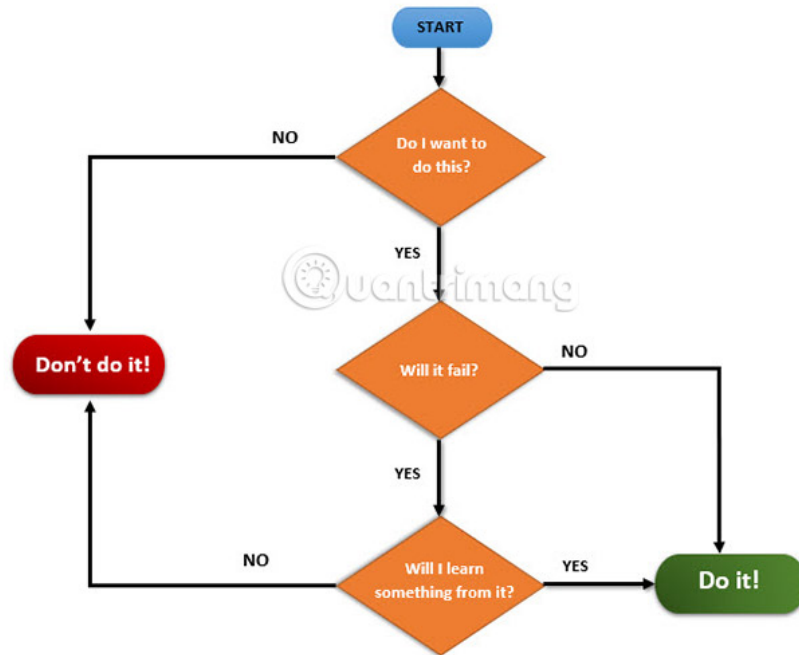 START
NO
Do I want to
do this?
YES
Quantrimang
Don't do it!
Will it fail?
NO
YES
NO
Will I learn
something from it?
YES
Do it!